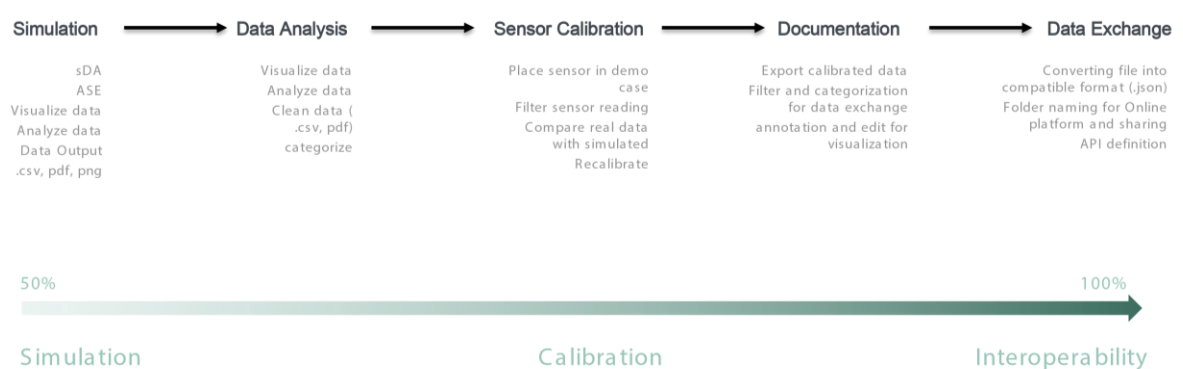 Simulation
Data Analysis
Sensor Calibration
Documentation
Data Exchange
sDA
ASE
Visualize data
Analyze data
Data Output
.csv, pdf, png
Visualize data
Analyze data
Clean data (
.csv, pdf)
categorize
Place sensor in demo
case
Filter sensor reading
Compare real data
with simulated
Recalibrate
Export calibrated data
Filter and categorization
for data exchange
annotation and edit for
visualization
Converting file into
compatible format (.json)
Folder naming for Online
platform and sharing
API definition
50%
100%
Simulation
Calibration
Interoperability